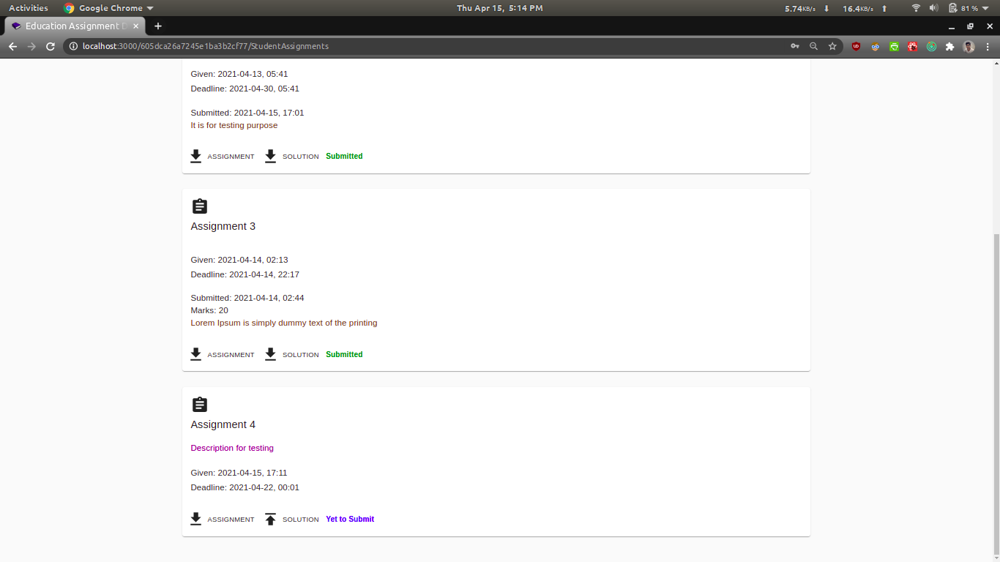 Activities Google Chrome Thu Apr 15, 5:14 PM 5.74KB/s 16.4KB/s 81 %
Education Assignment D
localhost:3000/605dca26a7245e1ba3b2cf77/StudentAssignments
Given: 2021-04-13, 05:41
Deadline: 2021-04-30, 05:41
Submitted: 2021-04-15, 17:01
It is for testing purpose
ASSIGNMENT SOLUTION Submitted
Assignment 3
Given: 2021-04-14, 02:13
Deadline: 2021-04-14, 22:17
Submitted: 2021-04-14, 02:44
Marks: 20
Lorem Ipsum is simply dummy text of the printing
ASSIGNMENT SOLUTION Submitted
Assignment 4
Description for testing
Given: 2021-04-15, 17:11
Deadline: 2021-04-22, 00:01
ASSIGNMENT SOLUTION Yet to Submit